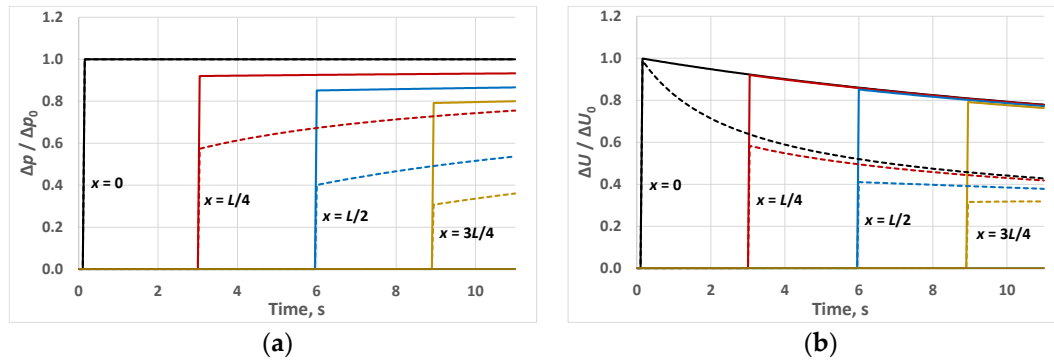 Δp / Δp₀
1.2
1.0
0.8
0.6
0.4
0.2
0.0
x = 0
x = L/4
x = L/2
x = 3L/4
0 2 4 6 8 10
Time, s
(a)
ΔU / ΔU₀
1.2
1.0
0.8
0.6
0.4
0.2
0.0
x = 0
x = L/4
x = L/2
x = 3L/4
0 2 4 6 8 10
Time, s
(b)